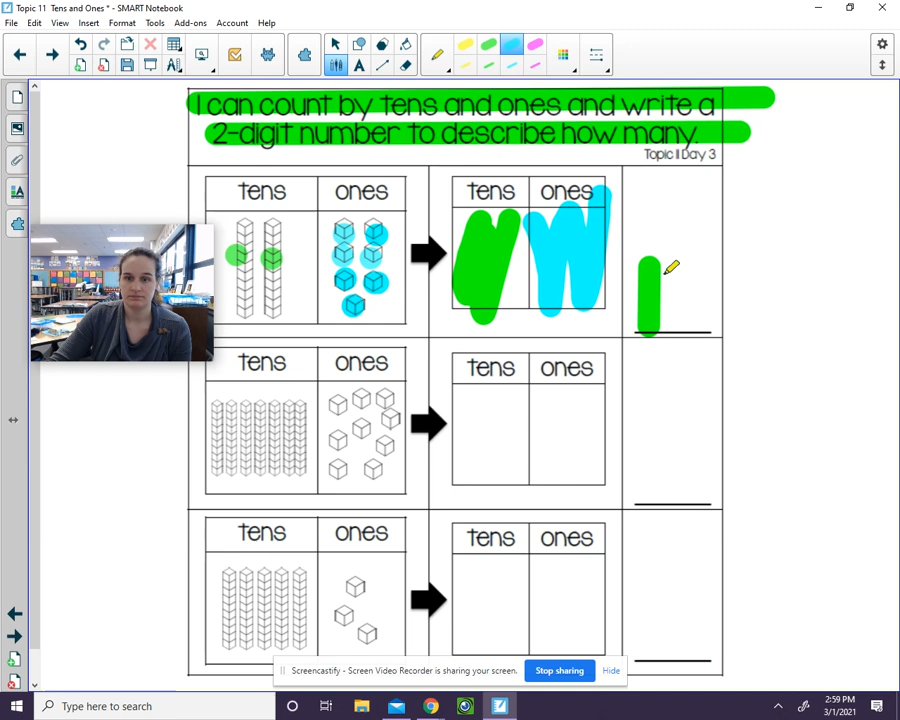 Topic 11 Tens and Ones * - SMART Notebook
File Edit View Insert Format Tools Add-ons Account Help
I can count by tens and ones and write a
2-digit number to describe how many.
Topic 11 Day 3
tens ones tens ones
tens ones tens ones
tens ones tens ones
Screencastify - Screen Video Recorder is sharing your screen. Stop sharing Hide
Type here to search
2:59 PM
3/1/2021